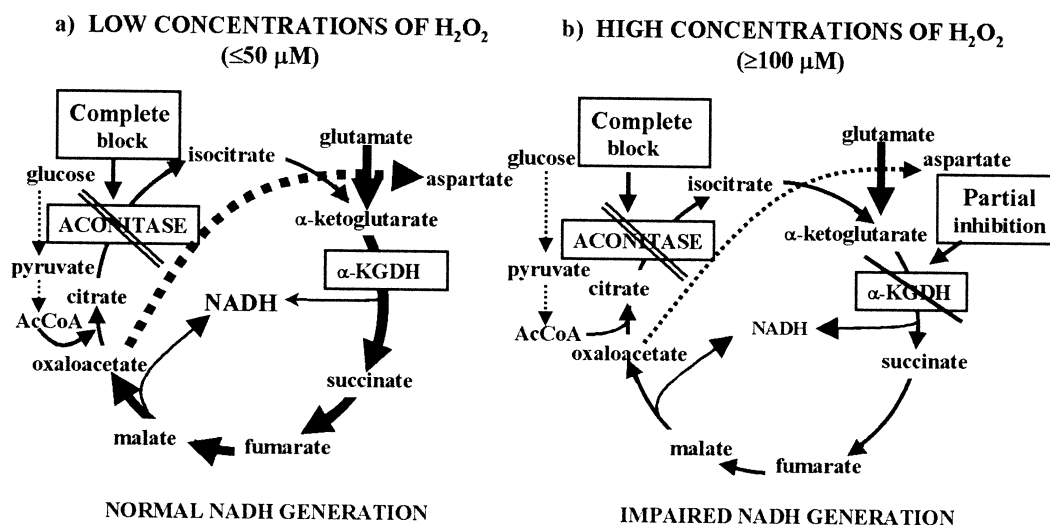 a) LOW CONCENTRATIONS OF H₂O₂
(≤50 μM)
Complete
block
glutamate
isocitrate
glucose
aspartate
ACONITASE
α-ketoglutarate
pyruvate
α-KGDH
citrate
NADH
AcCoA
oxaloacetate
succinate
malate
fumarate
NORMAL NADH GENERATION
b) HIGH CONCENTRATIONS OF H₂O₂
(≥100 μM)
Complete
block
glutamate
glucose
aspartate
isocitrate
Partial
inhibition
ACONITASE
α-ketoglutarate
pyruvate
citrate
α-KGDH
AcCoA
NADH
oxaloacetate
succinate
malate
fumarate
IMPAIRED NADH GENERATION